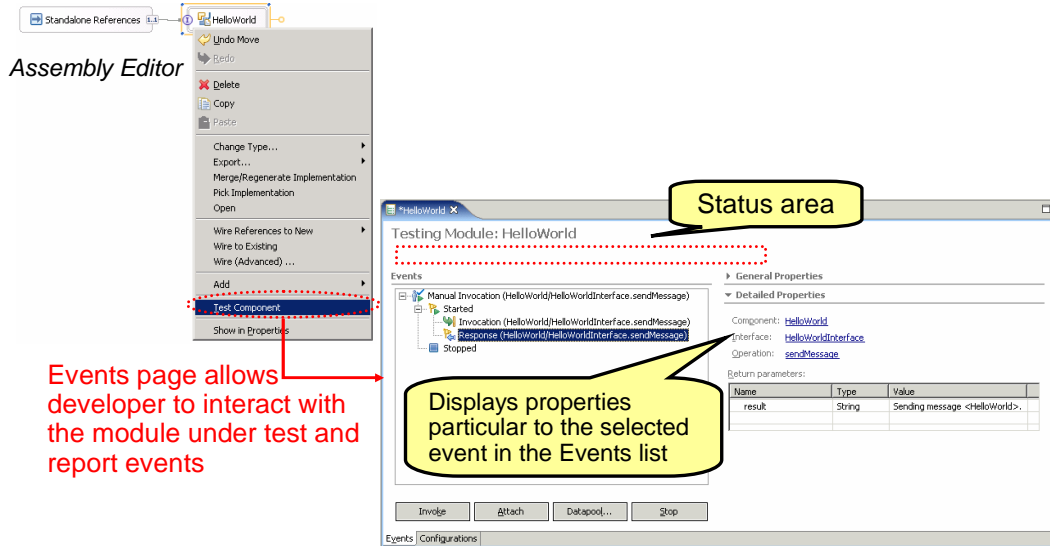 Standalone References 1..1
I HelloWorld
Assembly Editor
Undo Move
Redo
Delete
Copy
Paste
Change Type...
Export...
Merge/Regenerate Implementation
Pick Implementation
Open
Wire References to New
Wire to Existing
Wire (Advanced) ...
Add
Test Component
Show in Properties
Events page allows
developer to interact with
the module under test and
report events
*HelloWorld
Status area
Testing Module: HelloWorld
Events
Manual Invocation (HelloWorld/HelloWorldInterface.sendMessage)
Started
Invocation (HelloWorld/HelloWorldInterface.sendMessage)
Response (HelloWorld/HelloWorldInterface.sendMessage)
Stopped
Displays properties
particular to the selected
event in the Events list
General Properties
Detailed Properties
Component: HelloWorld
Interface: HelloWorldInterface
Operation: sendMessage
Return parameters:
Name Type Value
result String Sending message <HelloWorld>.
Invoke Attach Datapool... Stop
Events Configurations